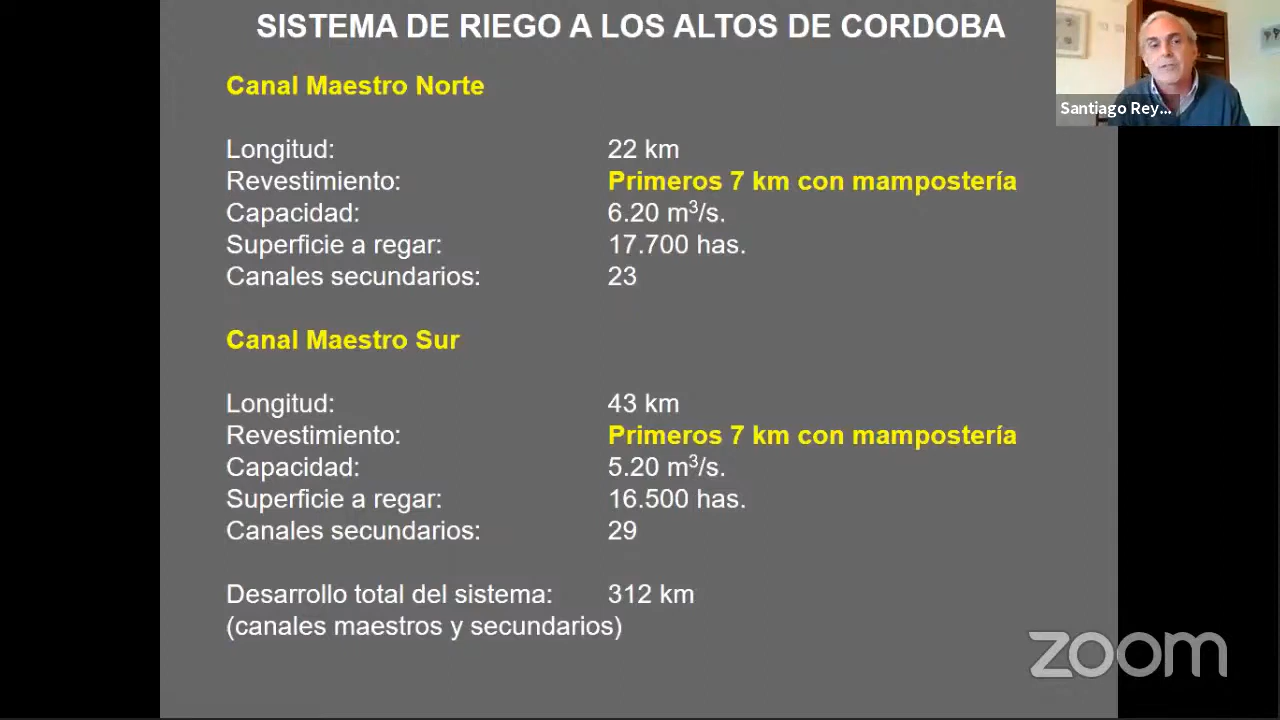 SISTEMA DE RIEGO A LOS ALTOS DE CORDOBA
Santiago Rey...
Canal Maestro Norte
Longitud: 22 km
Revestimiento: Primeros 7 km con mampostería
Capacidad: 6.20 m³/s.
Superficie a regar: 17.700 has.
Canales secundarios: 23
Canal Maestro Sur
Longitud: 43 km
Revestimiento: Primeros 7 km con mampostería
Capacidad: 5.20 m³/s.
Superficie a regar: 16.500 has.
Canales secundarios: 29
Desarrollo total del sistema: 312 km
(canales maestros y secundarios)
zoom